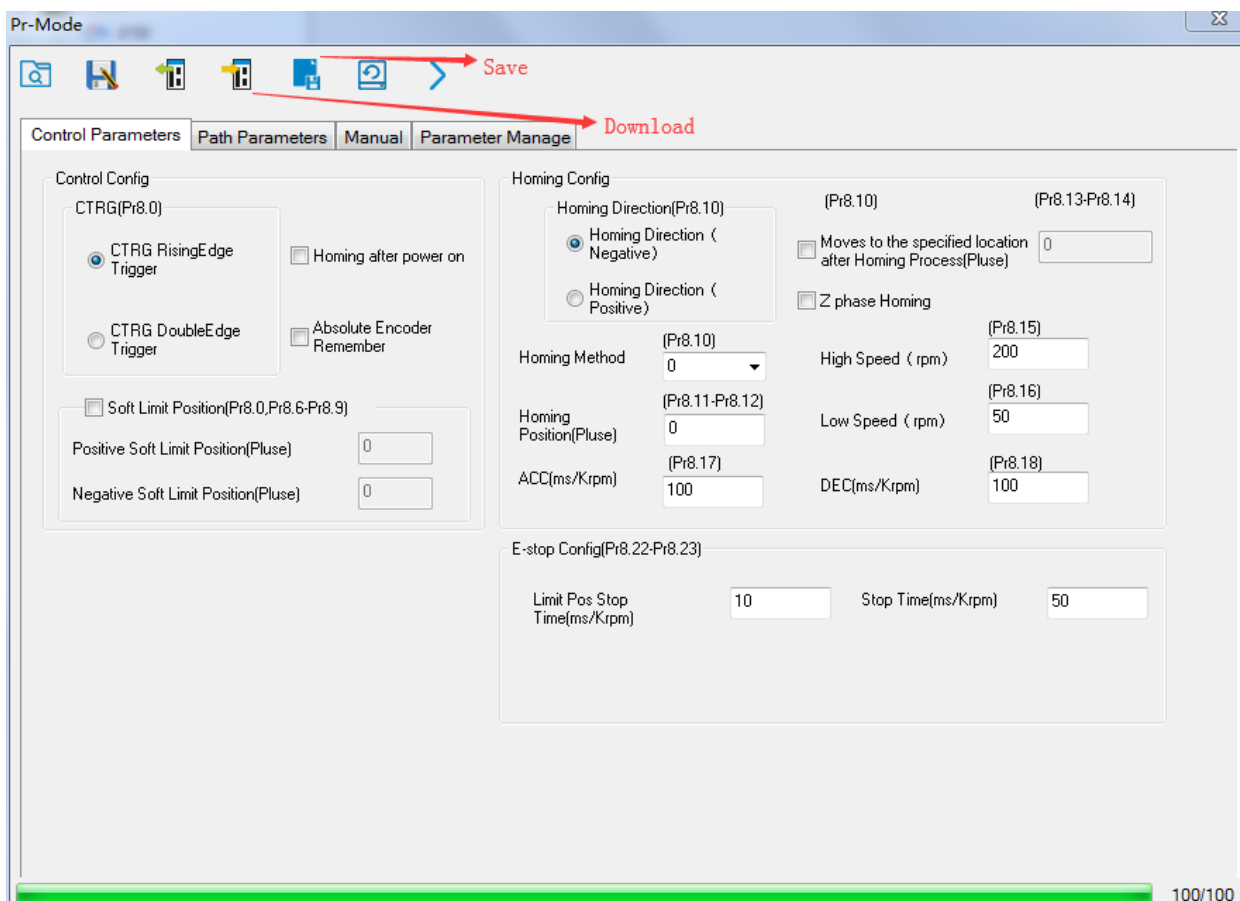 Pr-Mode
Save
Download
Control Parameters
Path Parameters
Manual
Parameter Manage
Control Config
CTRG(Pr8.0)
CTRG RisingEdge
Trigger
Homing after power on
CTRG DoubleEdge
Trigger
Absolute Encoder
Remember
Soft Limit Position(Pr8.0,Pr8.6-Pr8.9)
Positive Soft Limit Position(Pluse)
0
Negative Soft Limit Position(Pluse)
0
Homing Config
Homing Direction(Pr8.10)
Homing Direction (
Negative)
Homing Direction (
Positive)
(Pr8.10)
(Pr8.13-Pr8.14)
Moves to the specified location
after Homing Process(Pluse)
0
Z phase Homing
Homing Method
(Pr8.10)
0
High Speed ( rpm)
(Pr8.15)
200
Homing
Position(Pluse)
(Pr8.11-Pr8.12)
0
Low Speed ( rpm)
(Pr8.16)
50
ACC(ms/Krpm)
(Pr8.17)
100
DEC(ms/Krpm)
(Pr8.18)
100
E-stop Config(Pr8.22-Pr8.23)
Limit Pos Stop
Time(ms/Krpm)
10
Stop Time(ms/Krpm)
50
100/100